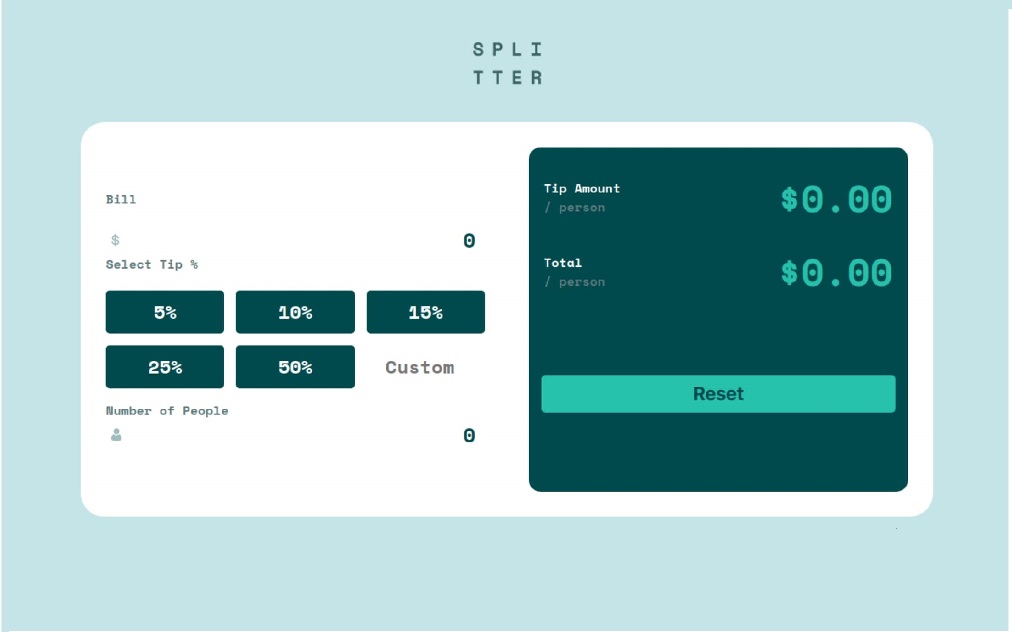 SPLI
TTER
Bill
$ 0
Select Tip %
5% 10% 15%
25% 50% Custom
Number of People
0
Tip Amount
/ person
$0.00
Total
/ person
$0.00
Reset